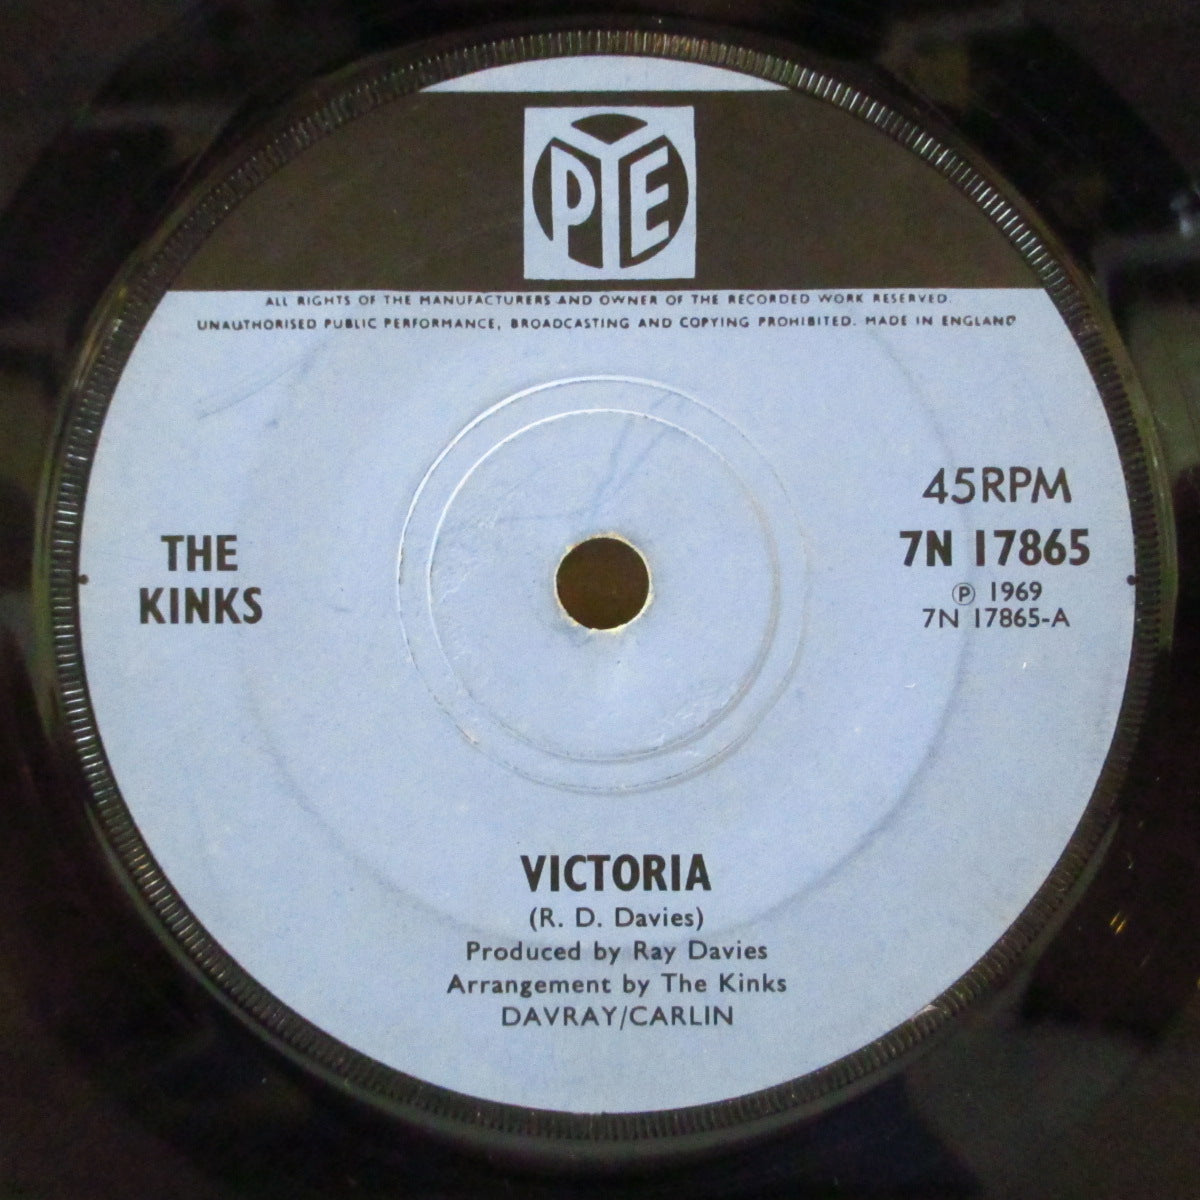 PYE
ALL RIGHTS OF THE MANUFACTURERS AND OWNER OF THE RECORDED WORK RESERVED.
UNAUTHORISED PUBLIC PERFORMANCE, BROADCASTING AND COPYING PROHIBITED. MADE IN ENGLAND
45RPM
7N 17865
Ⓟ 1969
7N 17865-A
THE
KINKS
VICTORIA
(R. D. Davies)
Produced by Ray Davies
Arrangement by The Kinks
DAVRAY/CARLIN